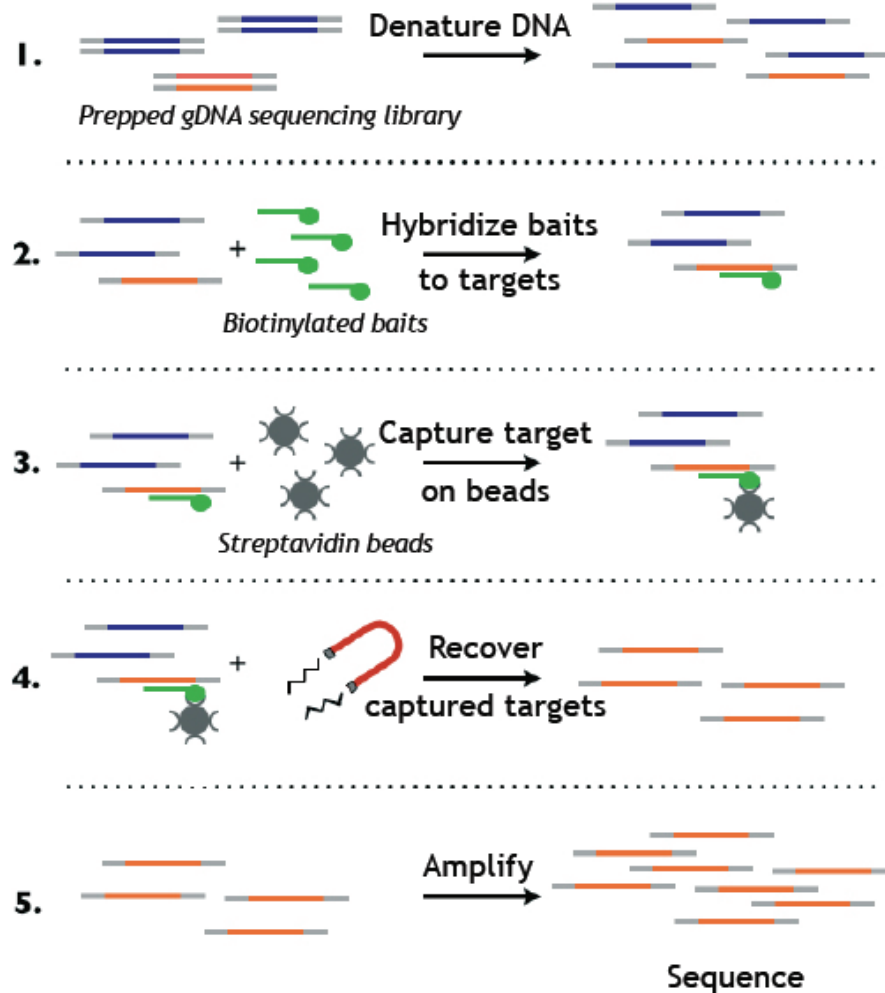 1.
Denature DNA
Prepped gDNA sequencing library
2.
+
Hybridize baits
to targets
Biotinylated baits
3.
+
Capture target
on beads
Streptavidin beads
4.
+
Recover
captured targets
5.
Amplify
Sequence